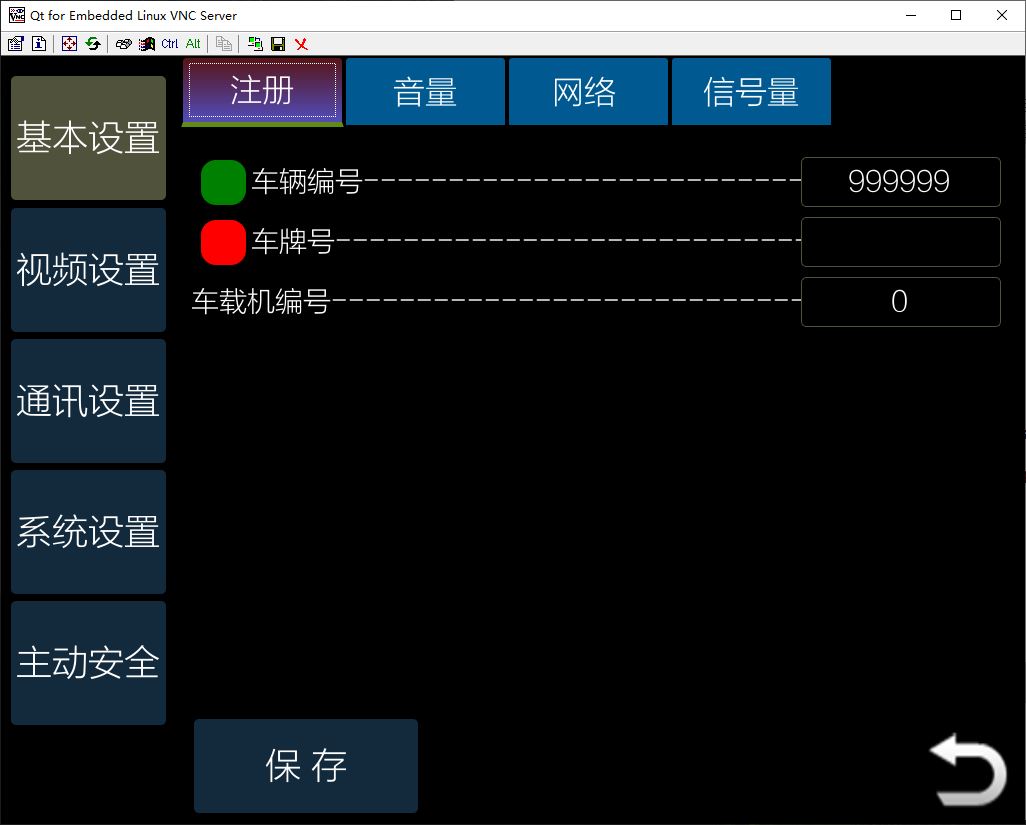 Qt for Embedded Linux VNC Server
Ctrl Alt
注册 音量 网络 信号量
基本设置
视频设置
通讯设置
系统设置
主动安全
车辆编号 999999
车牌号
车载机编号 0
保 存